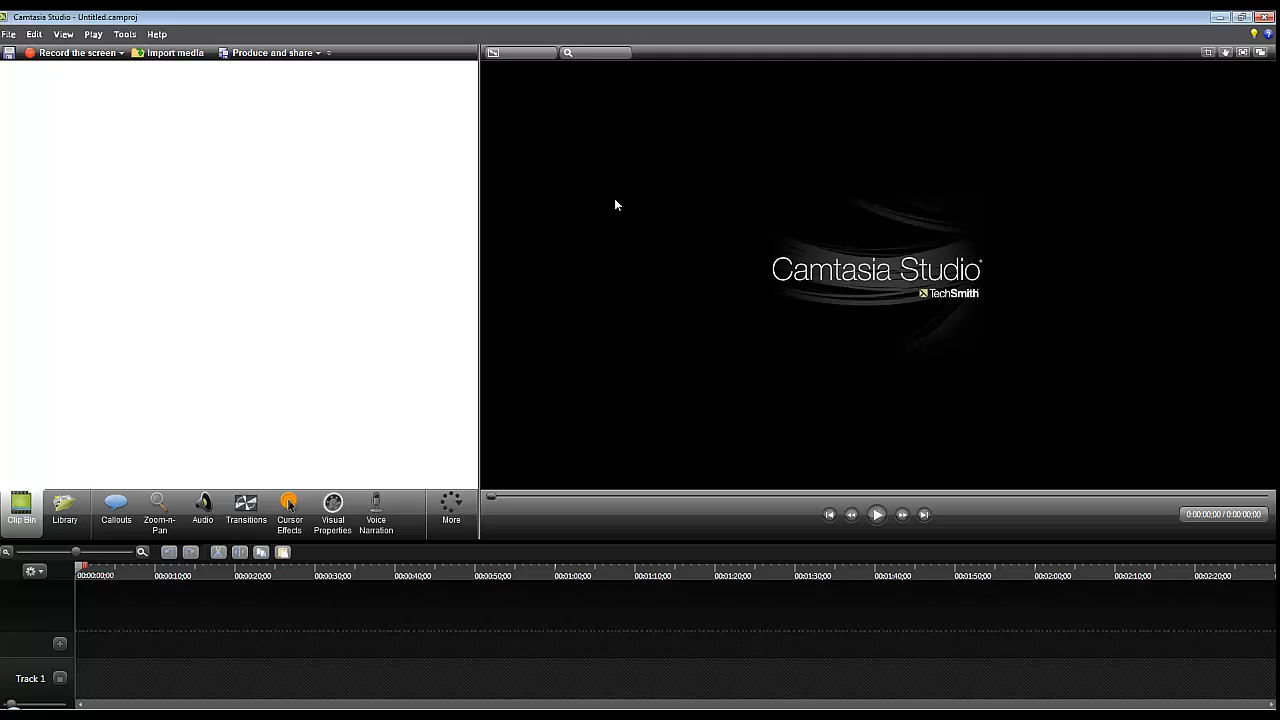 Camtasia Studio - Untitled.camproj
File Edit View Play Tools Help
Record the screen Import media Produce and share
Camtasia Studio
TechSmith
Clip Bin Library Callouts Zoom-n-Pan Audio Transitions Cursor Effects Visual Properties Voice Narration More
0:00:00;00 / 0:00:00;00
00:00:00;00 00:00:10;00 00:00:20;00 00:00:30;00 00:00:40;00 00:00:50;00 00:01:00;00 00:01:10;00 00:01:20;00 00:01:30;00 00:01:40;00 00:01:50;00 00:02:00;00 00:02:10;00 00:02:20;00
Track 1